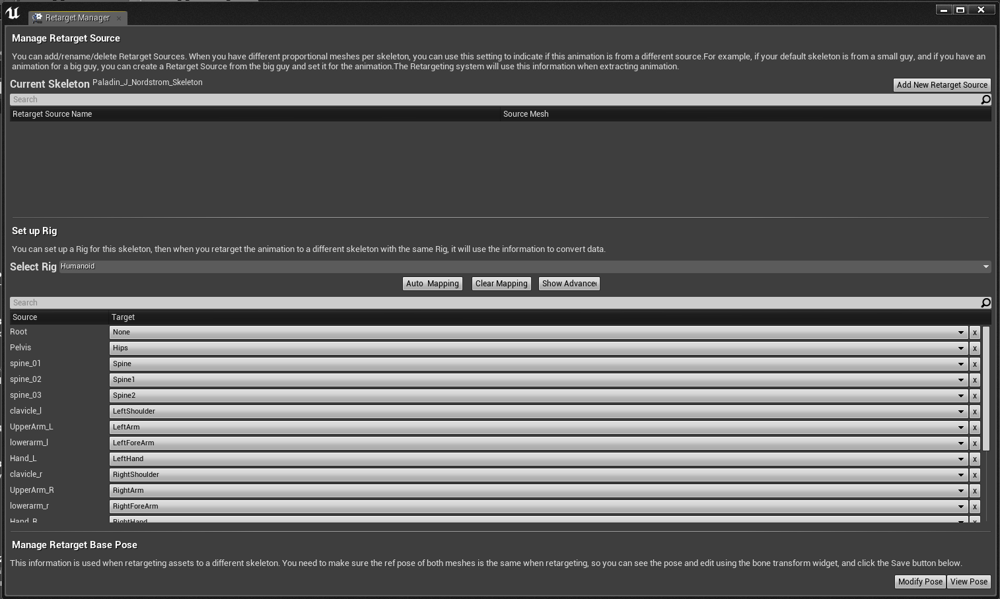 Retarget Manager
Manage Retarget Source
You can add/rename/delete Retarget Sources. When you have different proportional meshes per skeleton, you can use this setting to indicate if this animation is from a different source.For example, if your default skeleton is from a small guy, and if you have an
animation for a big guy, you can create a Retarget Source from the big guy and set it for the animation.The Retargeting system will use this information when extracting animation.
Current Skeleton Paladin_J_Nordstrom_Skeleton
Add New Retarget Source
Search
Retarget Source Name Source Mesh
Set up Rig
You can set up a Rig for this skeleton, then when you retarget the animation to a different skeleton with the same Rig, it will use the information to convert data.
Select Rig Humanoid
Auto Mapping Clear Mapping Show Advanced
Search
Source Target
Root None x
Pelvis Hips x
spine_01 Spine x
spine_02 Spine1 x
spine_03 Spine2 x
clavicle_l LeftShoulder x
UpperArm_L LeftArm x
lowerarm_l LeftForeArm x
Hand_L LeftHand x
clavicle_r RightShoulder x
UpperArm_R RightArm x
lowerarm_r RightForeArm x
Hand_R RightHand x
Manage Retarget Base Pose
This information is used when retargeting assets to a different skeleton. You need to make sure the ref pose of both meshes is the same when retargeting, so you can see the pose and edit using the bone transform widget, and click the Save button below.
Modify Pose View Pose